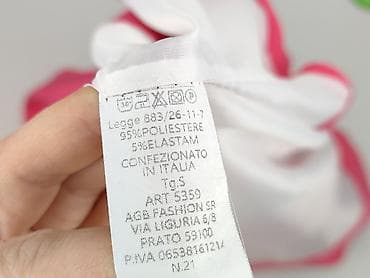 30
Legge 883/26-11-7
95%POLIESTERE
5%ELASTAM
CONFEZIONATO
IN ITALIA
Tg.S
ART 5359
AGB FASHION SR
VIA LIGURIA 6/8
PRATO 59100
P.IVA 0653816121
N.21